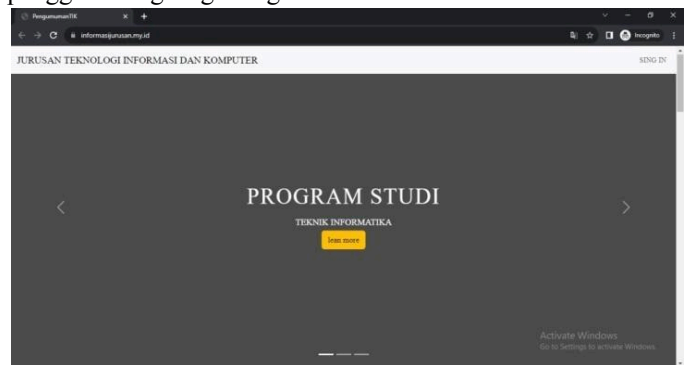 PengumumanTIK
informasijurusan.my.id
Incognito
JURUSAN TEKNOLOGI INFORMASI DAN KOMPUTER
SING IN
PROGRAM STUDI
TEKNIK INFORMATIKA
lean more
Activate Windows
Go to Settings to activate Windows.